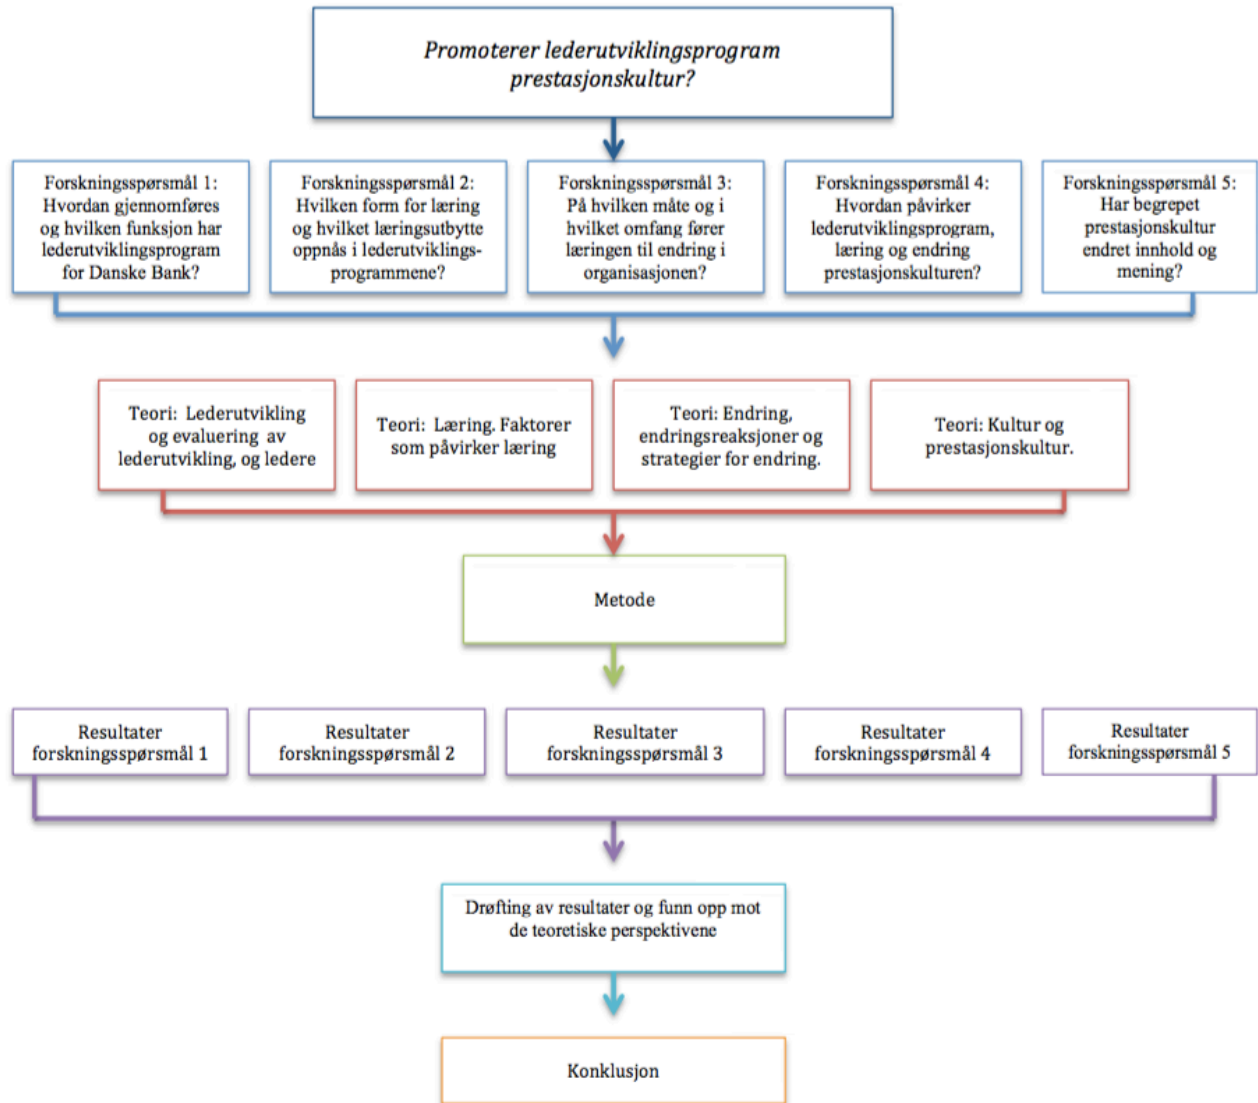 Promoterer lederutviklingsprogram
prestasjonskultur?
Forskningsspørsmål 1:
Hvordan gjennomføres
og hvilken funksjon har
lederutviklingsprogram
for Danske Bank?
Forskningsspørsmål 2:
Hvilken form for læring
og hvilket læringsutbytte
oppnås i lederutviklings-
programmene?
Forskningsspørsmål 3:
På hvilken måte og i
hvilket omfang fører
læringen til endring i
organisasjonen?
Forskningsspørsmål 4:
Hvordan påvirker
lederutviklingsprogram,
læring og endring
prestasjonskulturen?
Forskningsspørsmål 5:
Har begrepet
prestasjonskultur
endret innhold og
mening?
Teori: Lederutvikling
og evaluering av
lederutvikling, og ledere
Teori: Læring. Faktorer
som påvirker læring
Teori: Endring,
endringsreaksjoner og
strategier for endring.
Teori: Kultur og
prestasjonskultur.
Metode
Resultater
forskningsspørsmål 1
Resultater
forskningsspørsmål 2
Resultater
forskningsspørsmål 3
Resultater
forskningsspørsmål 4
Resultater
forskningsspørsmål 5
Drøfting av resultater og funn opp mot
de teoretiske perspektivene
Konklusjon